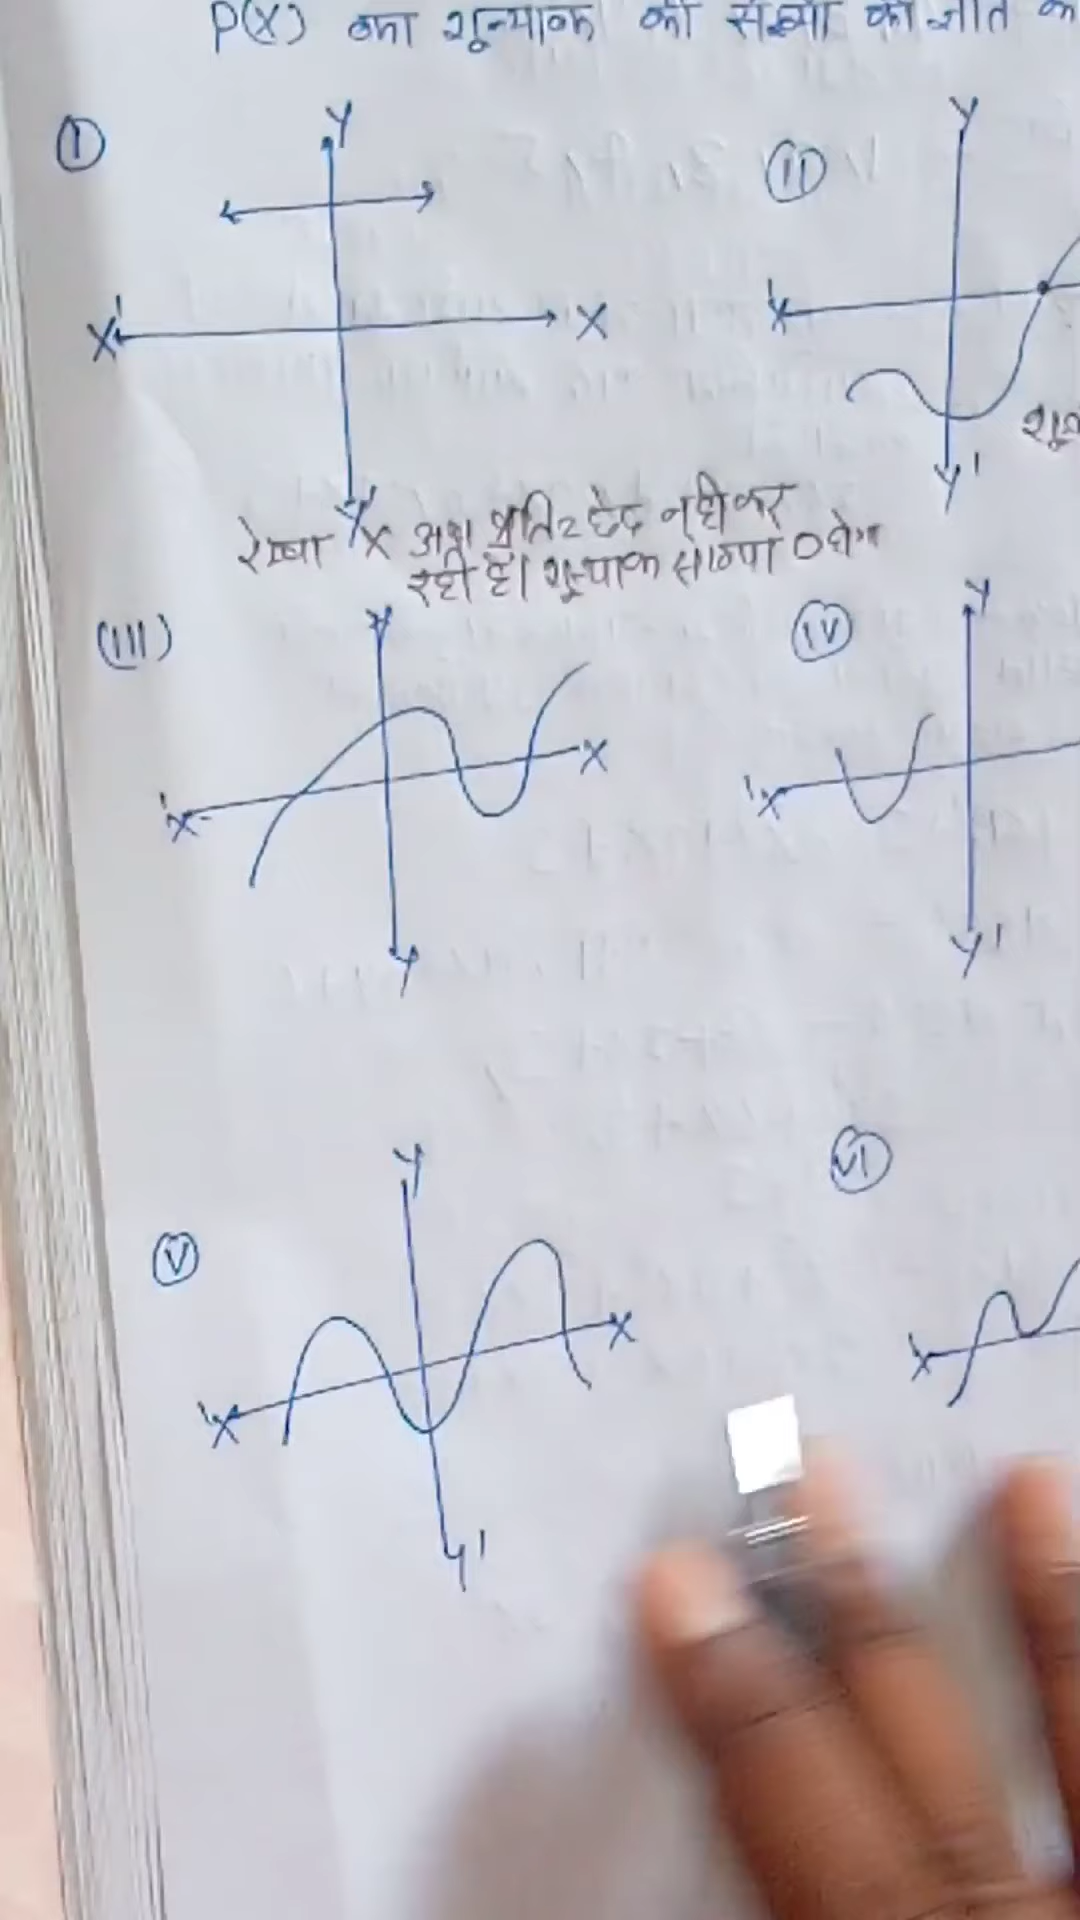 P(X) का शून्यांक की संख्या को ज्ञात क
I
Y
X'
X
Y'
II
Y
X'
Y'
शून्
रेखा X अक्ष प्रतिच्छेद नही कर
रही है। शून्यांक संख्या 0 होगा
(III)
Y
X'
X
Y
IV
Y
X'
Y'
V
Y
X'
X
Y'
VI
X'